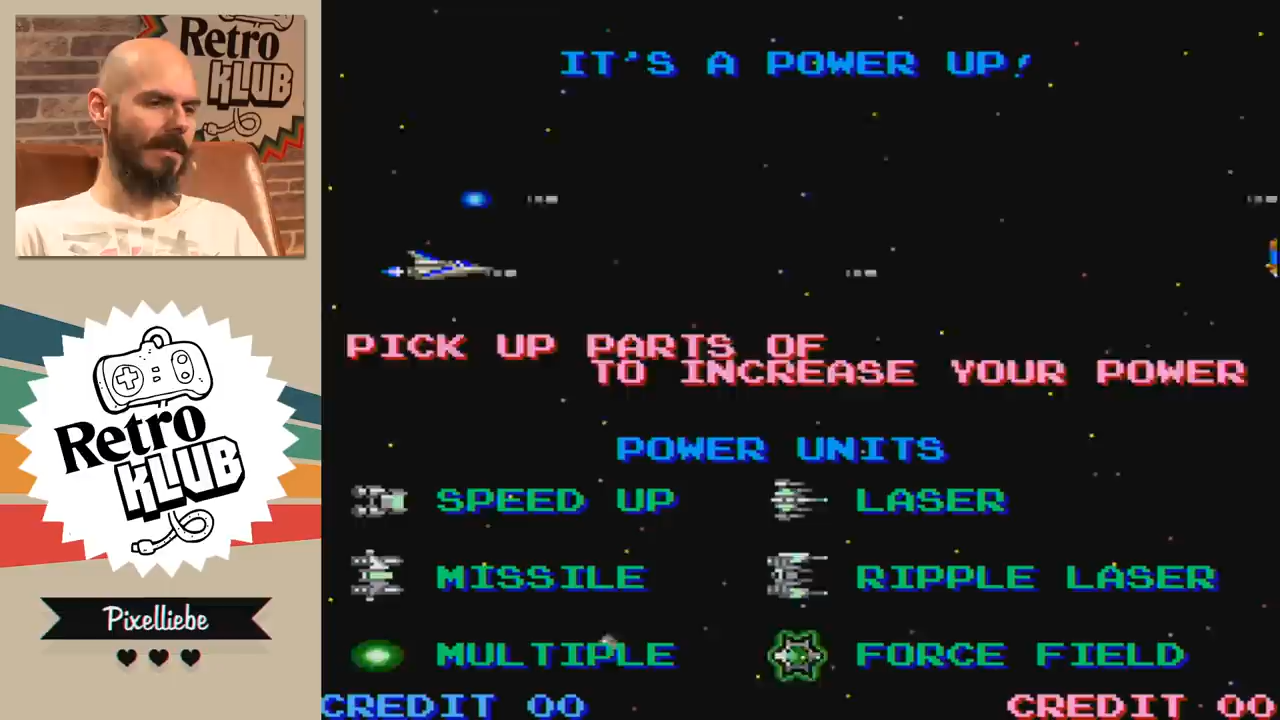 Retro
KLUB
IT'S A POWER UP!
PICK UP PARTS OF
TO INCREASE YOUR POWER
POWER UNITS
SPEED UP
LASER
MISSILE
RIPPLE LASER
MULTIPLE
FORCE FIELD
CREDIT 00
CREDIT 00
Retro
KLUB
Pixelliebe